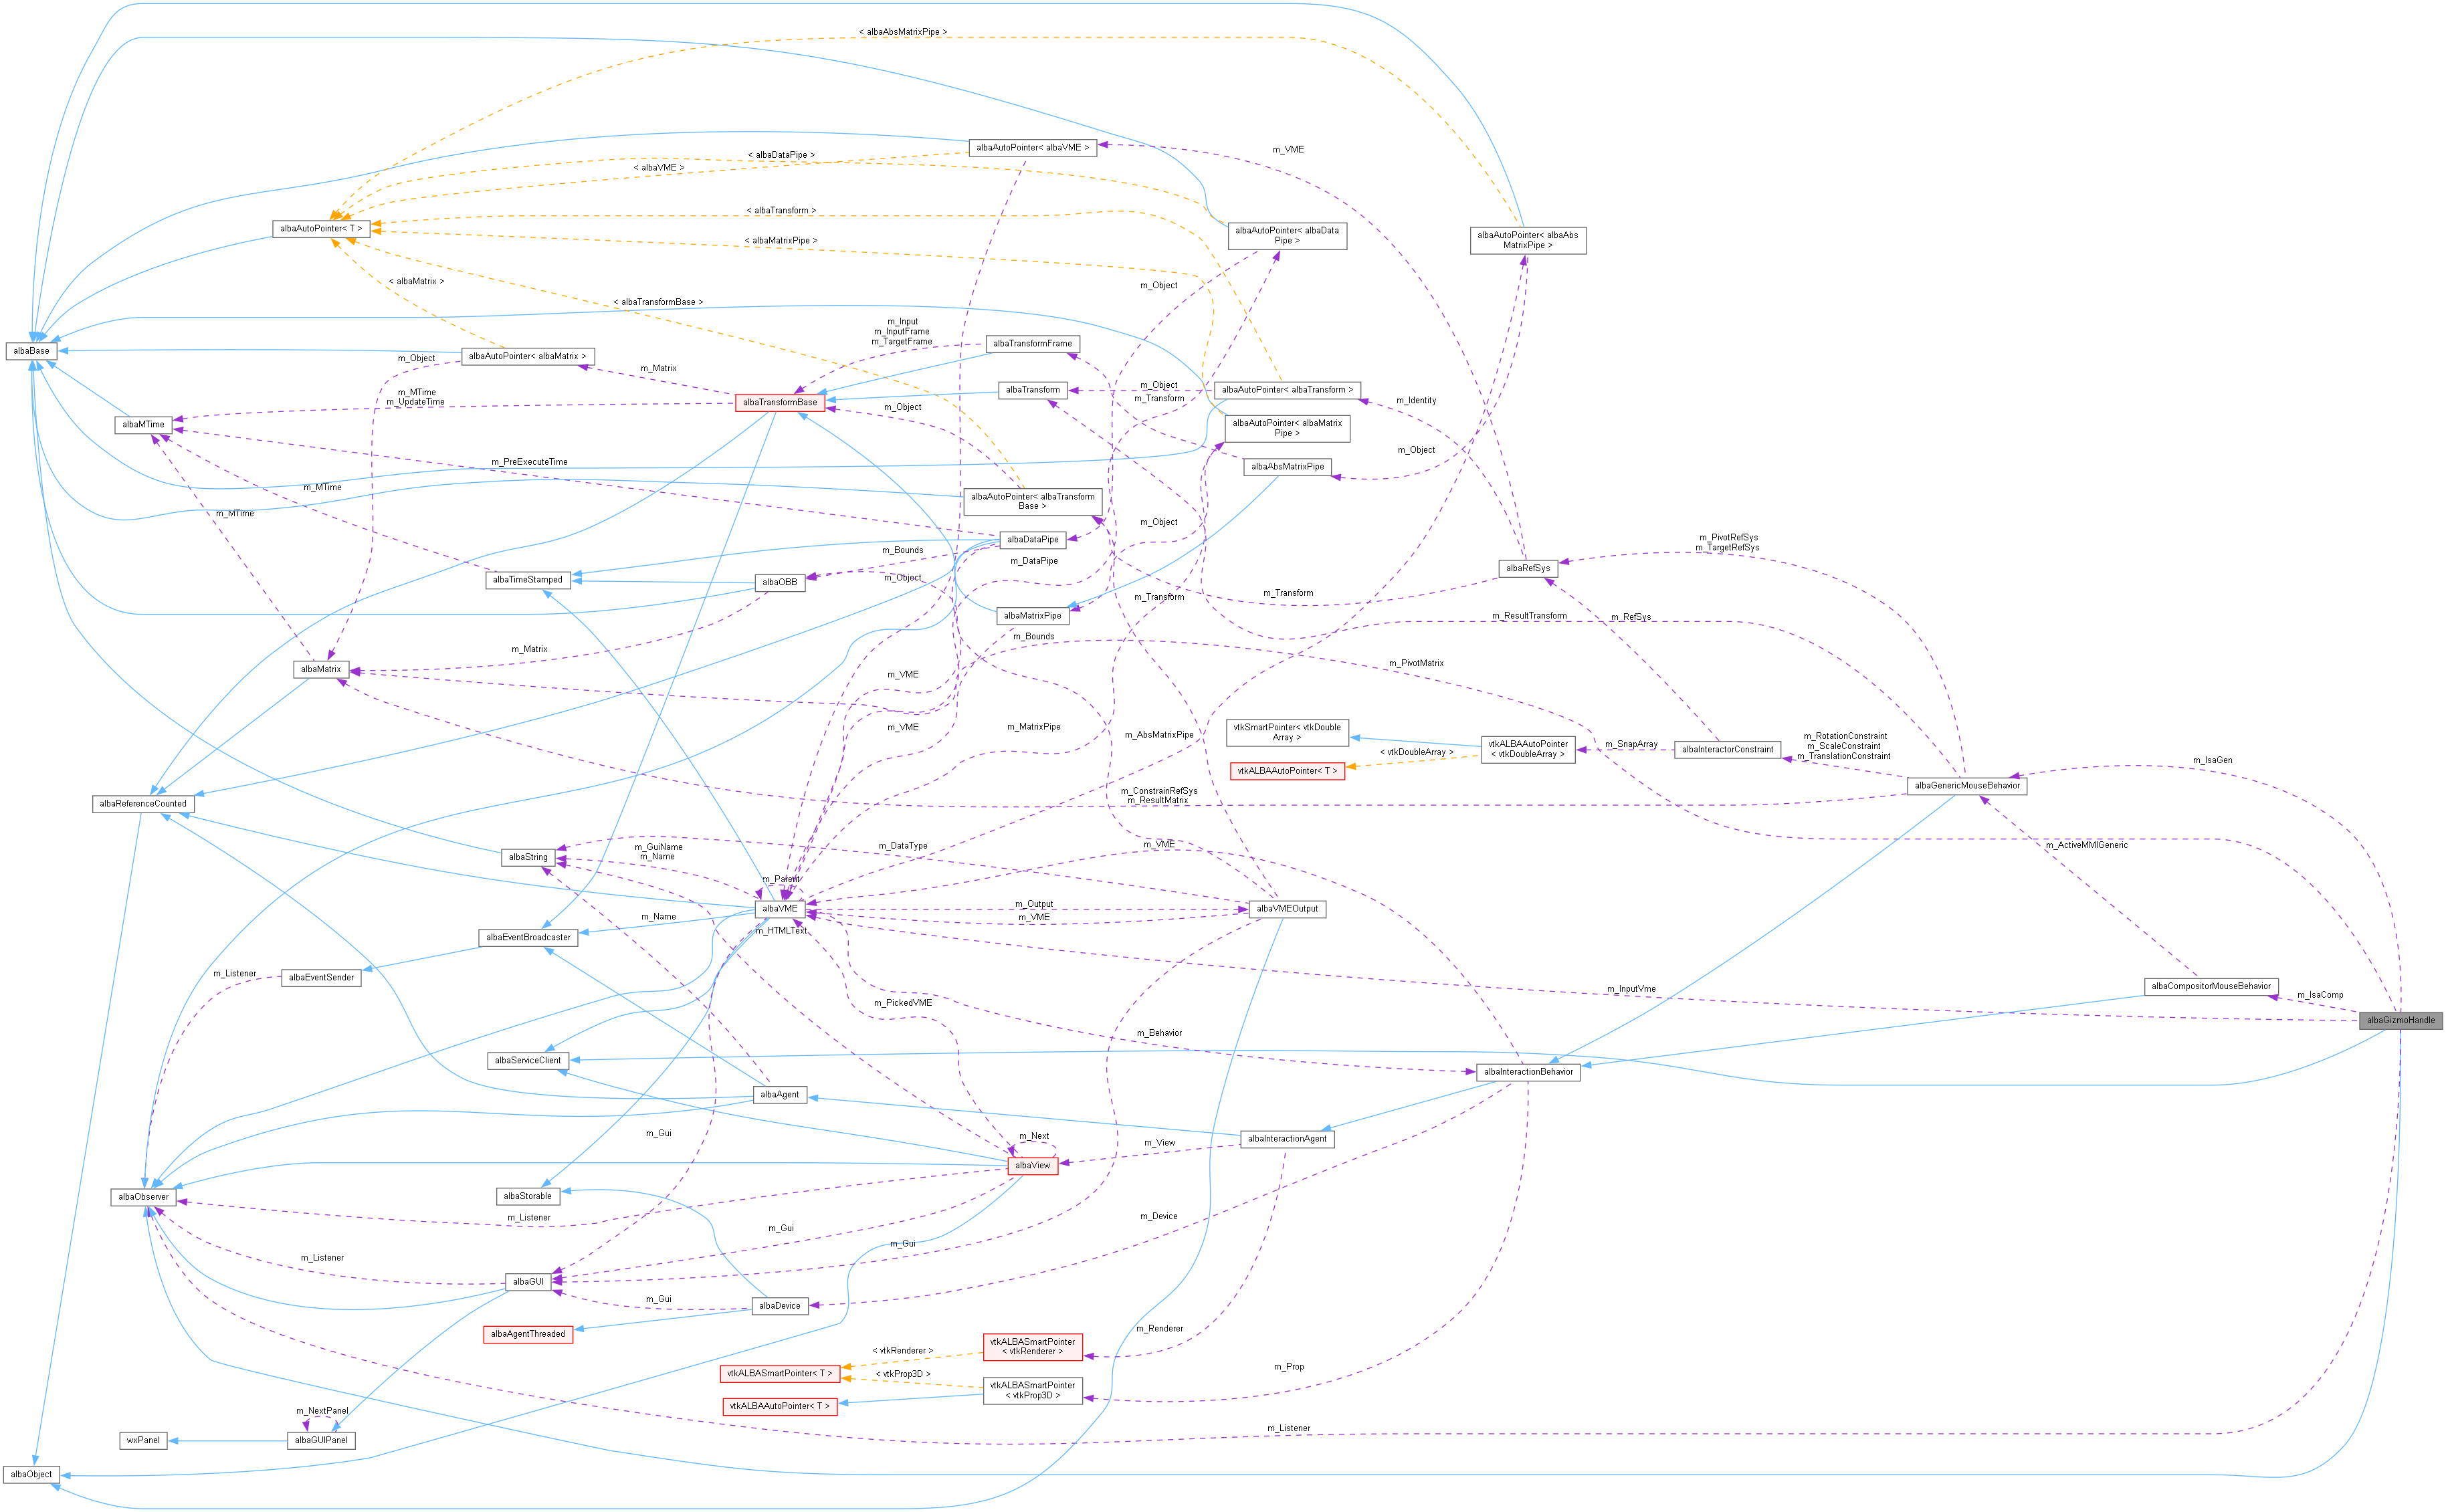 < albaAbsMatrixPipe >
albaAutoPointer< albaVME >
m_VME
< albaDataPipe >
< albaVME >
< albaTransform >
albaAutoPointer< T >
albaAutoPointer< albaData
Pipe >
albaAutoPointer< albaAbs
MatrixPipe >
< albaMatrixPipe >
< albaMatrix >
m_Object
< albaTransformBase >
m_Input
m_InputFrame
m_TargetFrame
albaTransformFrame
albaBase
albaAutoPointer< albaMatrix >
m_Object
m_Matrix
albaTransform
m_Object
m_Transform
albaAutoPointer< albaTransform >
m_Identity
m_MTime
m_UpdateTime
albaTransformBase
m_Object
albaMTime
albaAutoPointer< albaMatrix
Pipe >
m_Object
m_PreExecuteTime
albaAbsMatrixPipe
m_MTime
albaAutoPointer< albaTransform
Base >
m_MTime
m_Object
albaDataPipe
m_PivotRefSys
m_TargetRefSys
m_Bounds
m_DataPipe
albaRefSys
albaTimeStamped
albaOBB
m_Object
m_Transform
m_Transform
albaMatrixPipe
m_ResultTransform
m_RefSys
m_Bounds
m_Matrix
albaMatrix
m_VME
m_PivotMatrix
m_VME
m_MatrixPipe
m_AbsMatrixPipe
vtkSmartPointer< vtkDouble
Array >
vtkALBAAutoPointer
< vtkDoubleArray >
< vtkDoubleArray >
vtkALBAAutoPointer< T >
m_SnapArray
albaInteractorConstraint
m_RotationConstraint
m_ScaleConstraint
m_TranslationConstraint
m_IsaGen
albaGenericMouseBehavior
albaReferenceCounted
m_ConstrainRefSys
m_ResultMatrix
albaString
m_GuiName
m_Name
m_DataType
m_VME
m_ActiveMMIGeneric
m_Parent
albaVME
m_Output
m_VME
albaVMEOutput
m_Name
m_HTMLText
albaEventBroadcaster
m_Listener
albaEventSender
m_PickedVME
m_InputVme
albaCompositorMouseBehavior
m_IsaComp
albaGizmoHandle
m_Behavior
albaServiceClient
albaInteractionBehavior
albaAgent
m_Gui
m_Next
m_View
albaInteractionAgent
albaView
albaObserver
albaStorable
m_Listener
m_Device
m_Gui
m_Gui
m_Listener
albaGUI
m_Gui
albaDevice
albaAgentThreaded
m_Renderer
vtkALBASmartPointer
< vtkRenderer >
< vtkRenderer >
vtkALBASmartPointer< T >
< vtkProp3D >
m_Prop
vtkALBASmartPointer
< vtkProp3D >
vtkALBAAutoPointer< T >
m_NextPanel
m_Listener
wxPanel
albaGUIPanel
albaObject